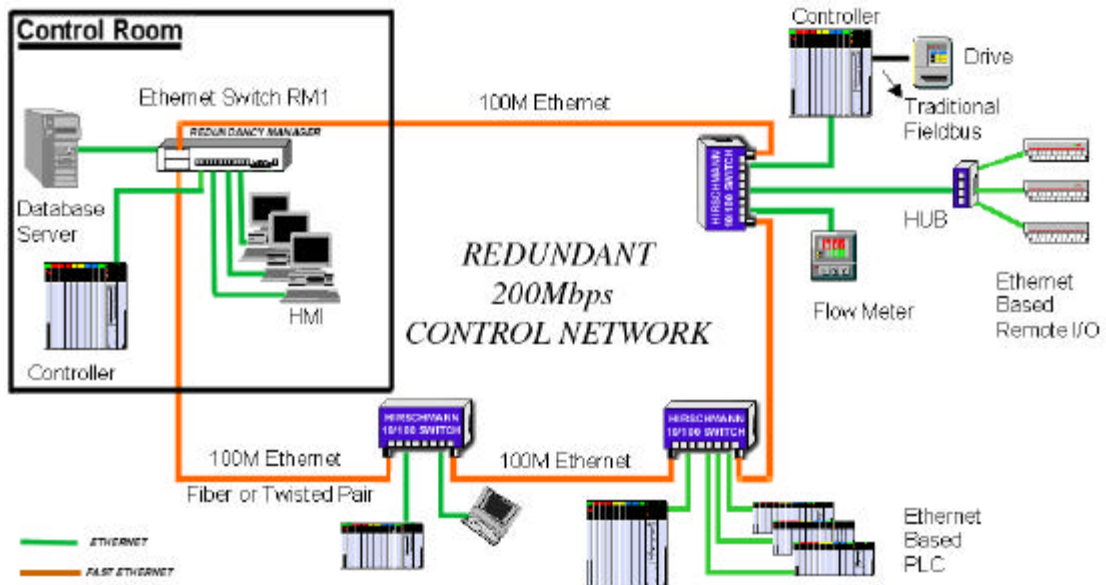 Control Room
Ethernet Switch RM1
REDUNDANCY MANAGER
Database
Server
Controller
HMI
100M Ethernet
REDUNDANT
200Mbps
CONTROL NETWORK
Controller
Drive
Traditional
Fieldbus
HIRSCHMANN
10/100 SWITCH
HUB
Flow Meter
Ethernet
Based
Remote I/O
HIRSCHMANN
10/100 SWITCH
HIRSCHMANN
10/100 SWITCH
100M Ethernet
Fiber or Twisted Pair
100M Ethernet
Ethernet
Based
PLC
ETHERNET
FAST ETHERNET